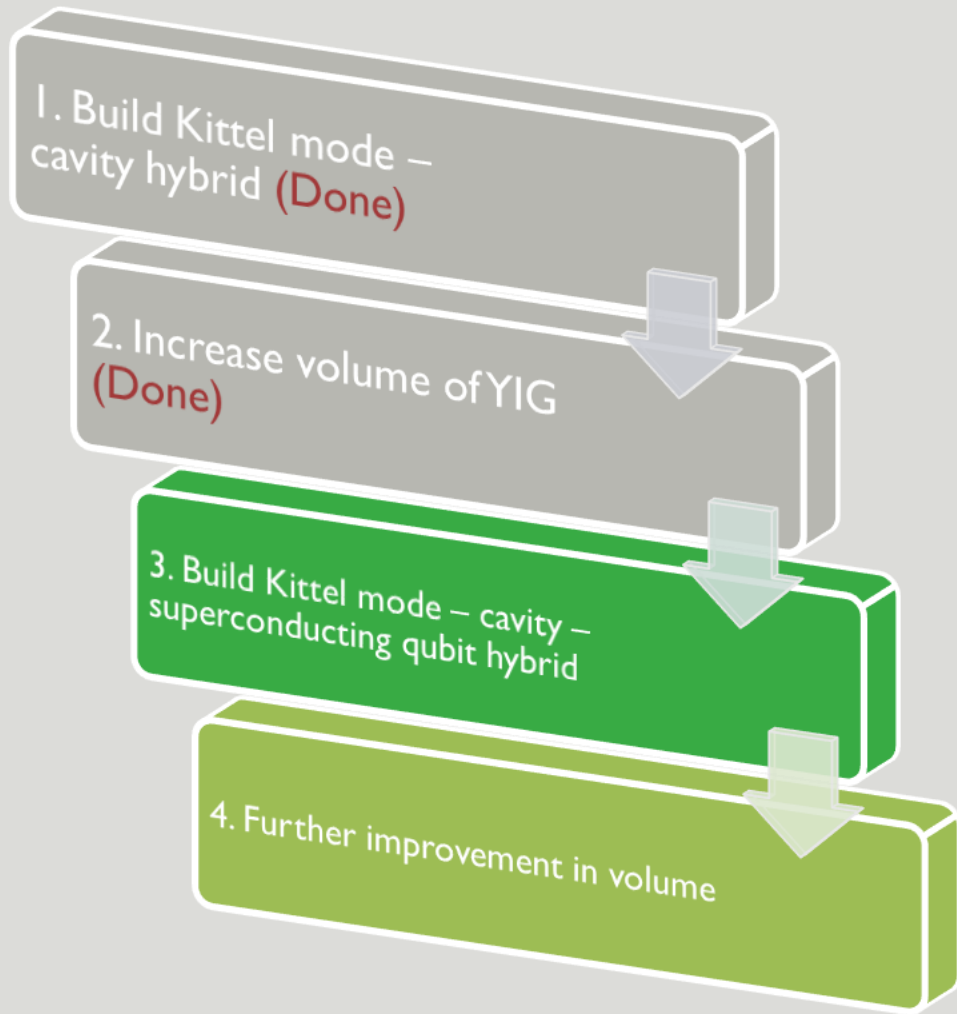 1. Build Kittel mode –
cavity hybrid (Done)
2. Increase volume of YIG
(Done)
3. Build Kittel mode – cavity –
superconducting qubit hybrid
4. Further improvement in volume